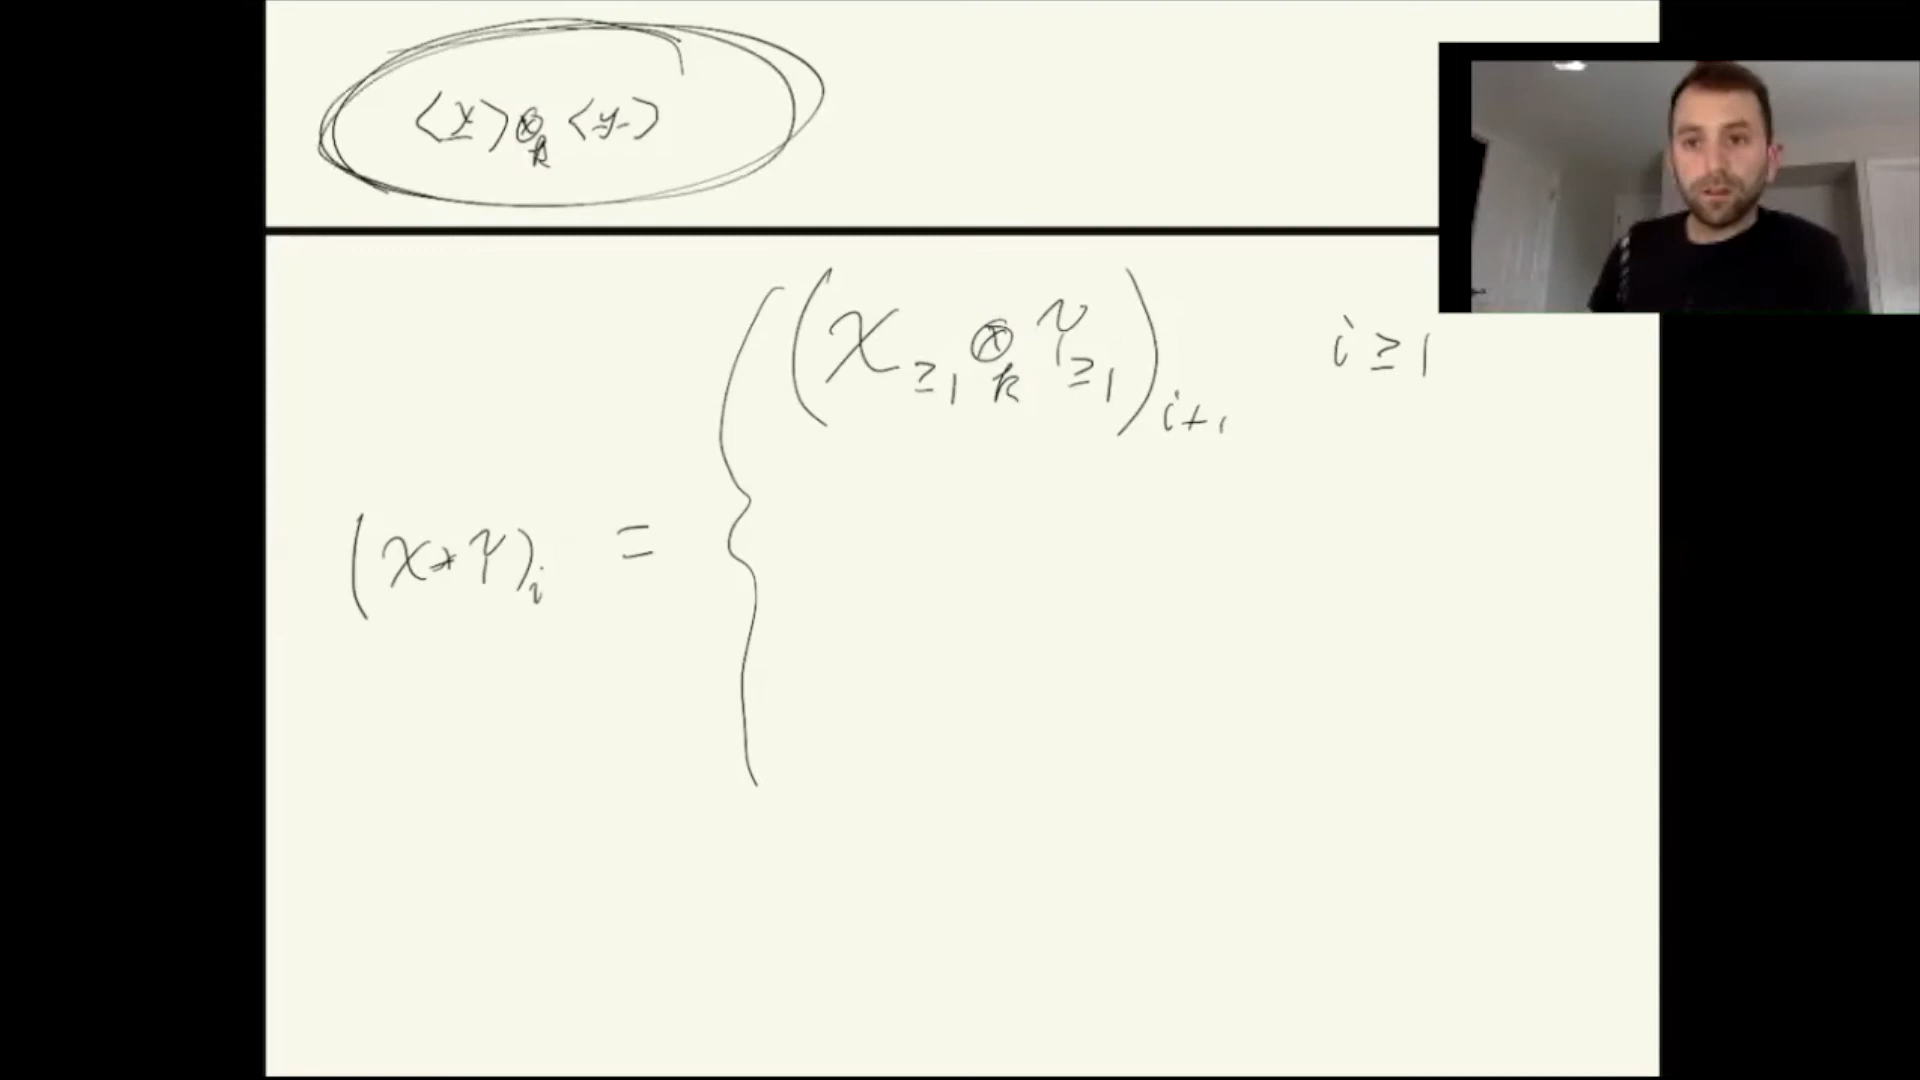 ⟨x⟩ ⊗_k ⟨y⟩
(X_{≥1} ⊗_k Y_{≥1})_{i+1} i ≥ 1
(X * Y)_i = {